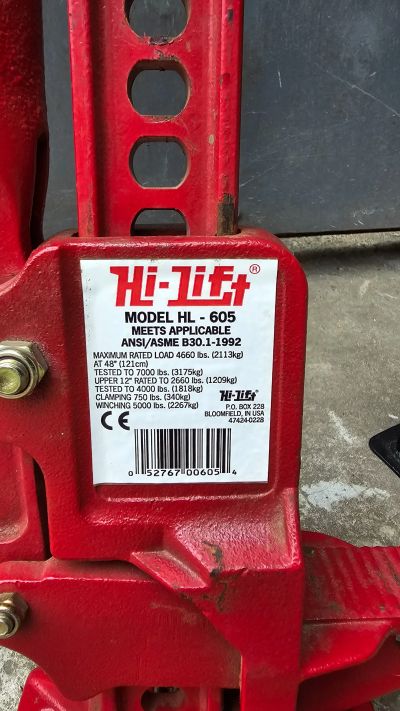 Hi-Lift®
MODEL HL - 605
MEETS APPLICABLE
ANSI/ASME B30.1-1992
MAXIMUM RATED LOAD 4660 lbs. (2113kg)
AT 48" (121cm)
TESTED TO 7000 lbs. (3175kg)
UPPER 12" RATED TO 2660 lbs. (1209kg)
TESTED TO 4000 lbs. (1818kg)
CLAMPING 750 lbs. (340kg)
WINCHING 5000 lbs. (2267kg)
Hi-Lift
P.O. BOX 228
BLOOMFIELD, IN USA
47424-0228
CE
0 52767 00605 4